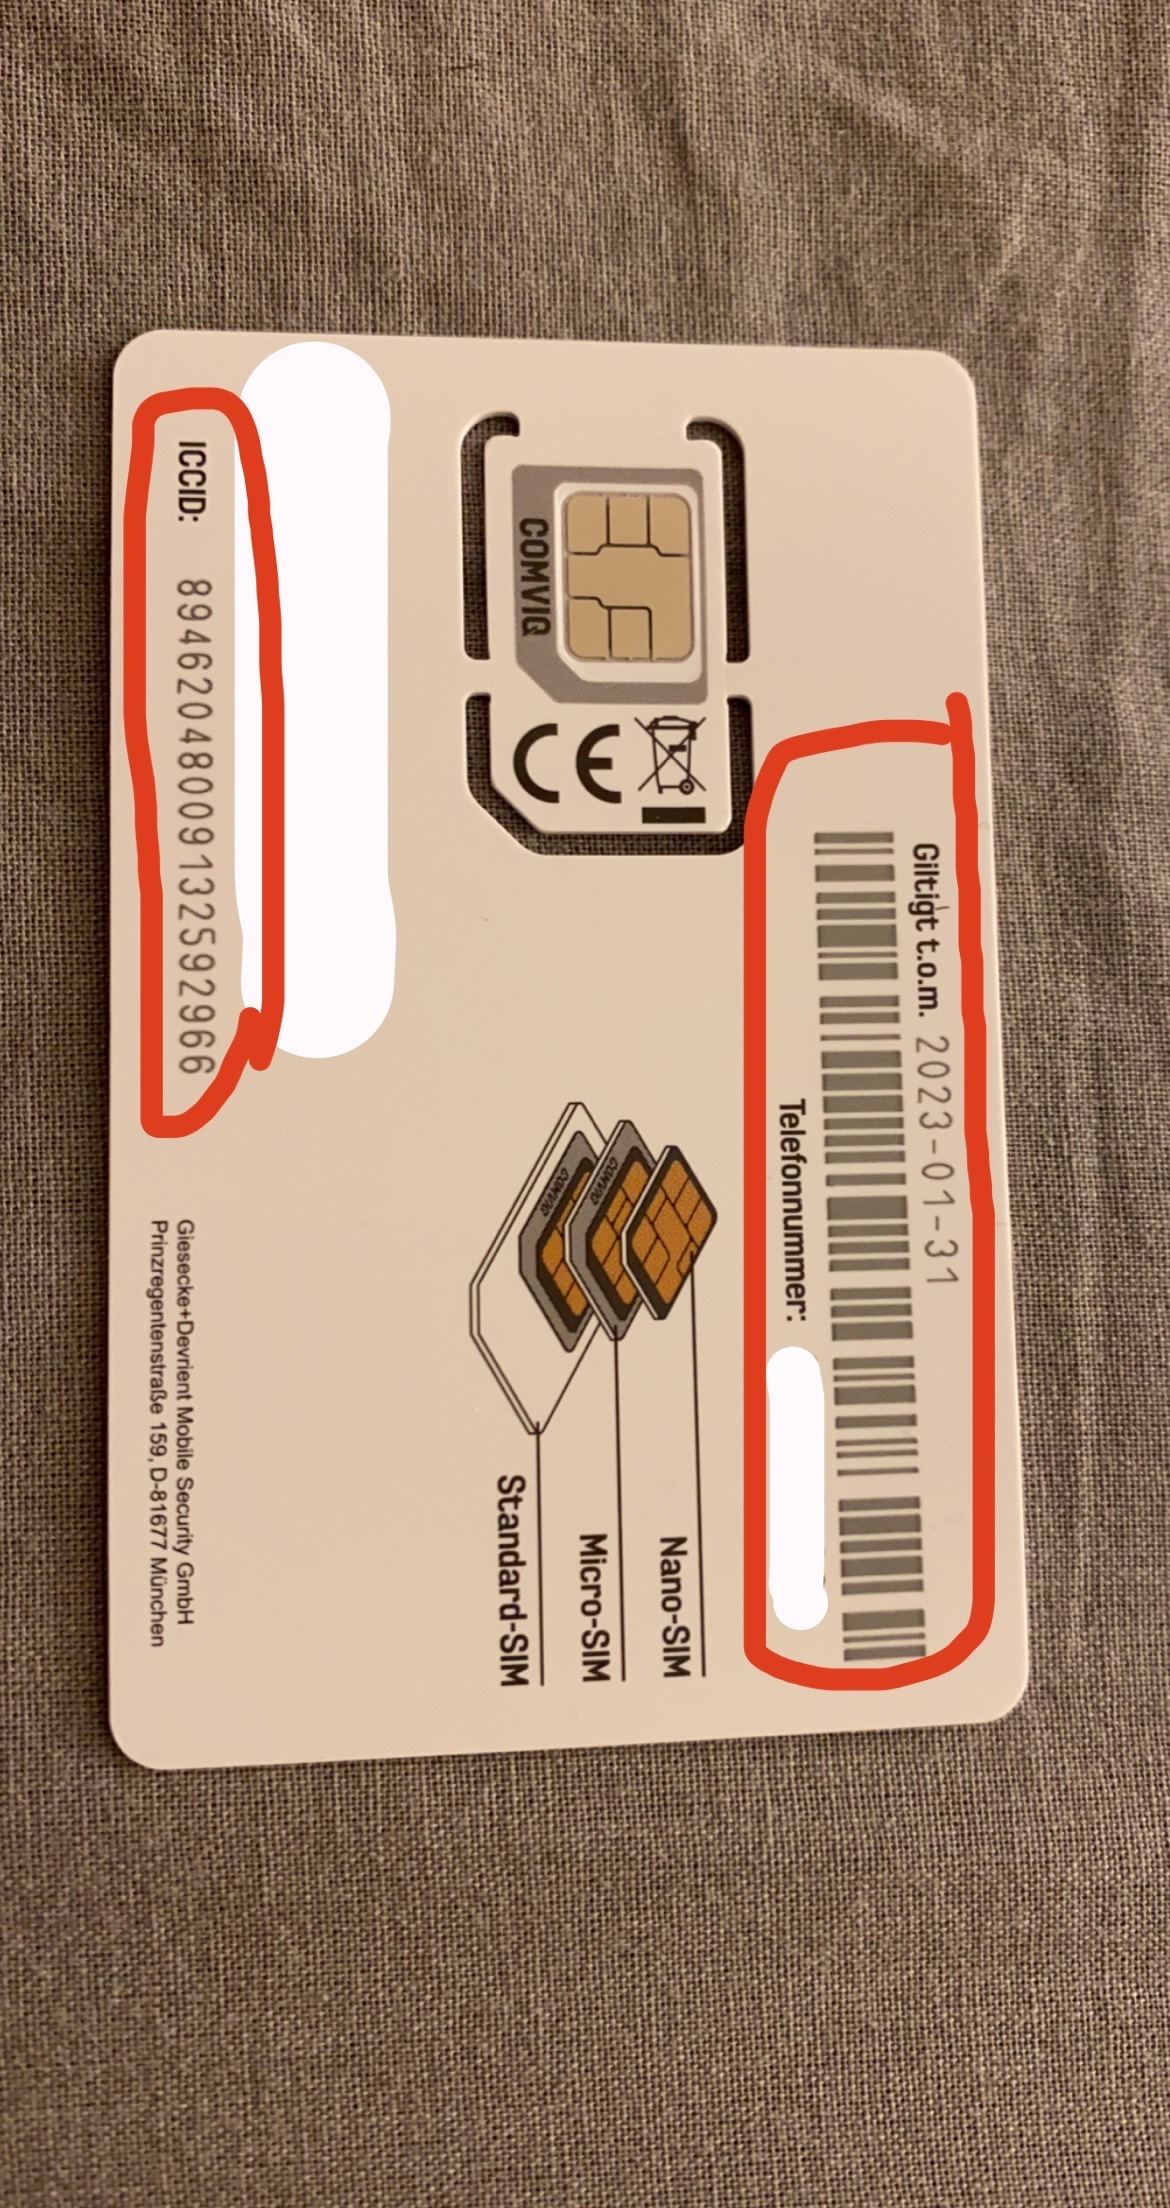 Giltigt t.o.m. 2023-01-31
Telefonnummer:
COMVIQ
CE
Nano-SIM
Micro-SIM
Standard-SIM
COMVIQ
COMVIQ
ICCID: 89462048009132592966
Giesecke+Devrient Mobile Security GmbH
Prinzregentenstraße 159, D-81677 München